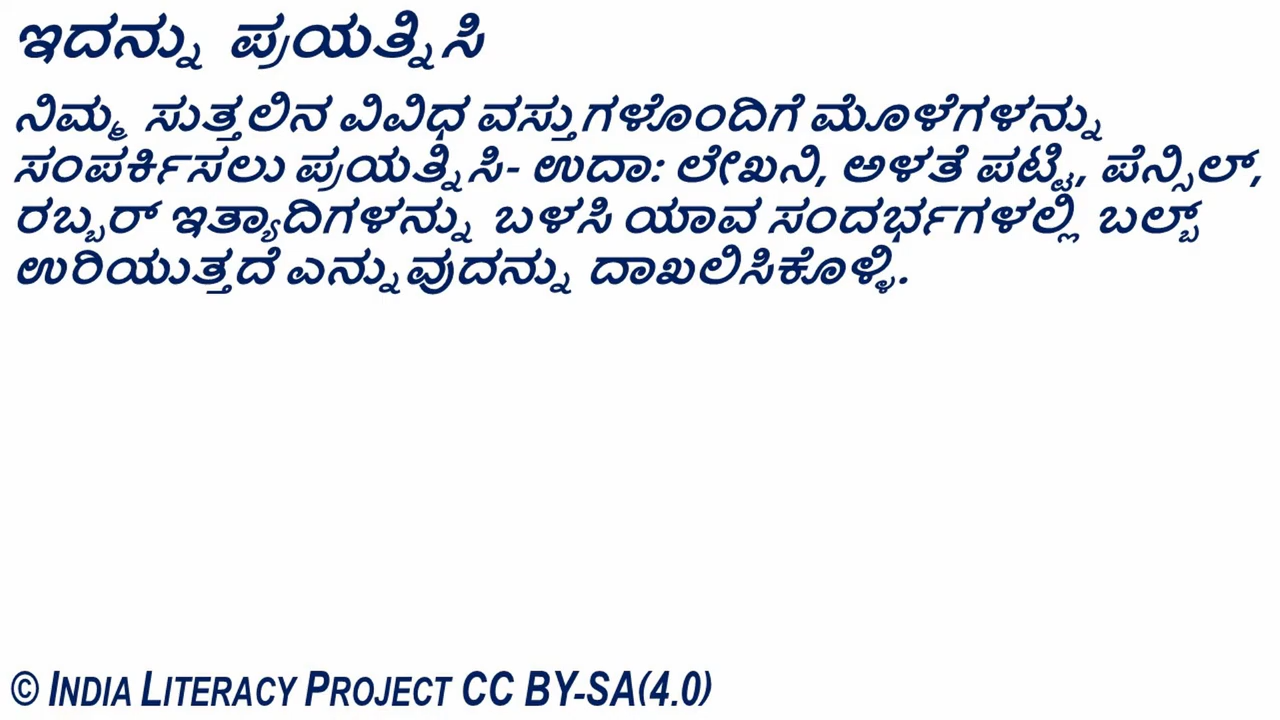 ಇದನ್ನು ಪ್ರಯತ್ನಿಸಿ
ನಿಮ್ಮ ಸುತ್ತಲಿನ ವಿವಿಧ ವಸ್ತುಗಳೊಂದಿಗೆ ಮೊಳೆಗಳನ್ನು
ಸಂಪರ್ಕಿಸಲು ಪ್ರಯತ್ನಿಸಿ- ಉದಾ: ಲೇಖನಿ, ಅಳತೆ ಪಟ್ಟಿ, ಪೆನ್ಸಿಲ್,
ರಬ್ಬರ್ ಇತ್ಯಾದಿಗಳನ್ನು ಬಳಸಿ ಯಾವ ಸಂದರ್ಭಗಳಲ್ಲಿ ಬಲ್ಬ್
ಉರಿಯುತ್ತದೆ ಎನ್ನುವುದನ್ನು ದಾಖಲಿಸಿಕೊಳ್ಳಿ.
© INDIA LITERACY PROJECT CC BY-SA(4.0)